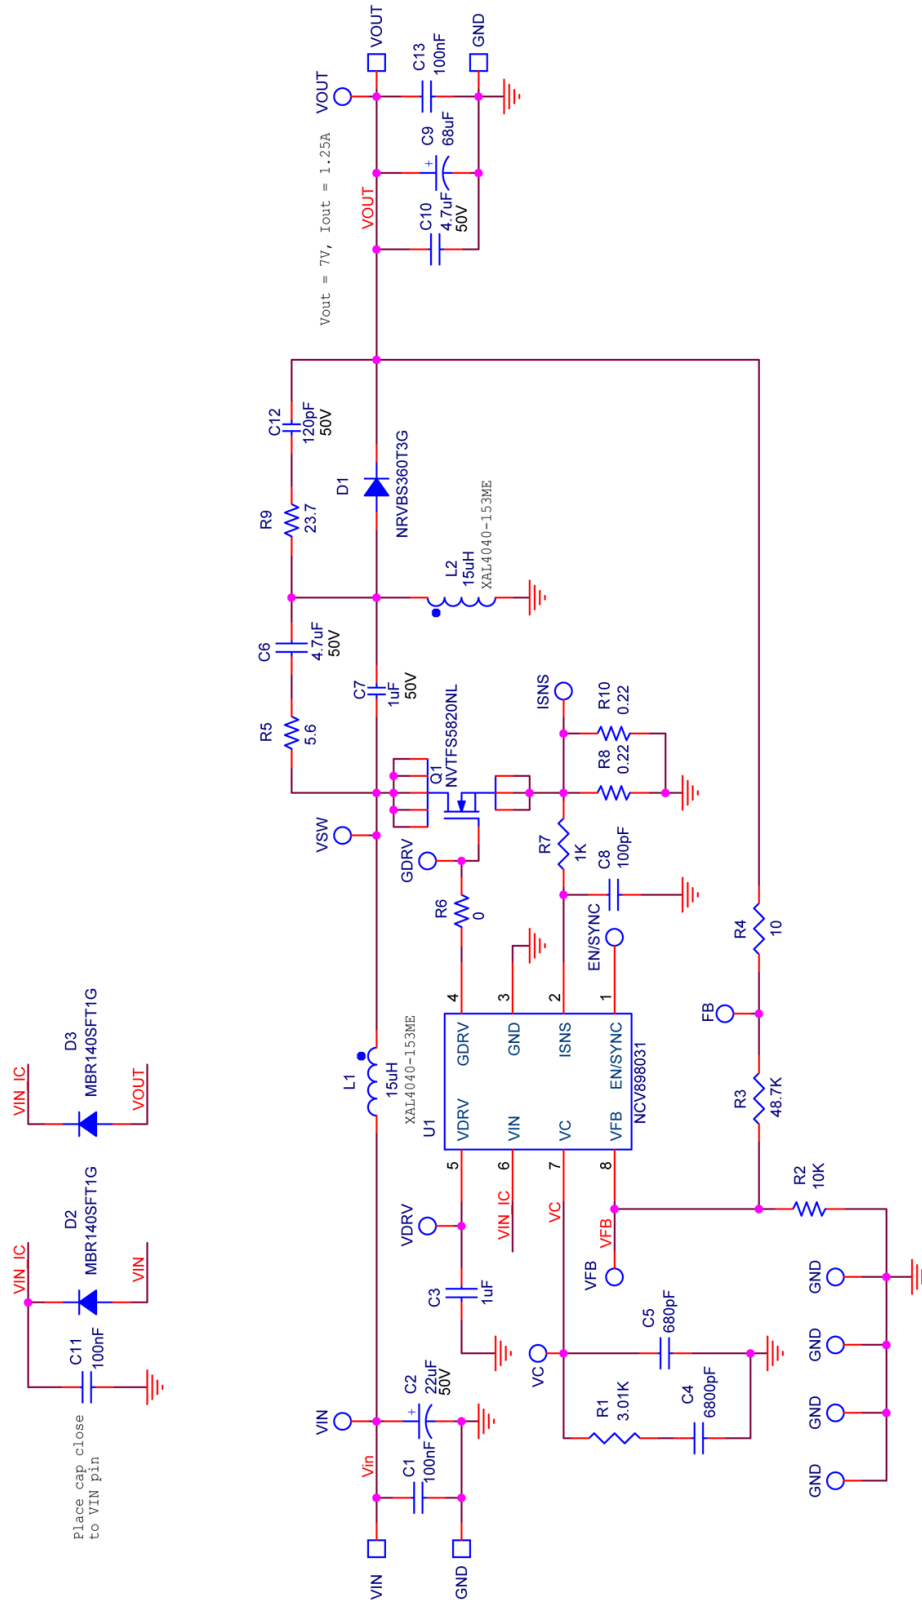 Place cap close
to VIN pin
C11
100nF
VIN_IC
D2
MBR140SFT1G
VIN
VIN_IC
D3
MBR140SFT1G
VOUT
VIN
GND
Vin
VIN
C1
100nF
C2
22uF
50V
+
L1
15uH
XAL4040-153ME
VSW
R5
5.6
C6
4.7uF
50V
R9
23.7
C12
120pF
50V
C7
1uF
50V
D1
NRVBS360T3G
L2
15uH
XAL4040-153ME
Vout = 7V, Iout = 1.25A
VOUT
VOUT
VOUT
GND
C10
4.7uF
50V
C9
68uF
+
C13
100nF
C3
1uF
VDRV
U1
NCV898031
5
VDRV
6
VIN
VIN_IC
7
VC
VC
8
VFB
VFB
4
GDRV
3
GND
2
ISNS
1
EN/SYNC
EN/SYNC
R6
0
GDRV
Q1
NVTFS5820NL
R7
1K
C8
100pF
ISNS
R8
0.22
R10
0.22
VC
R1
3.01K
C4
6800pF
C5
680pF
VFB
R3
48.7K
FB
R4
10
R2
10K
GND
GND
GND
GND